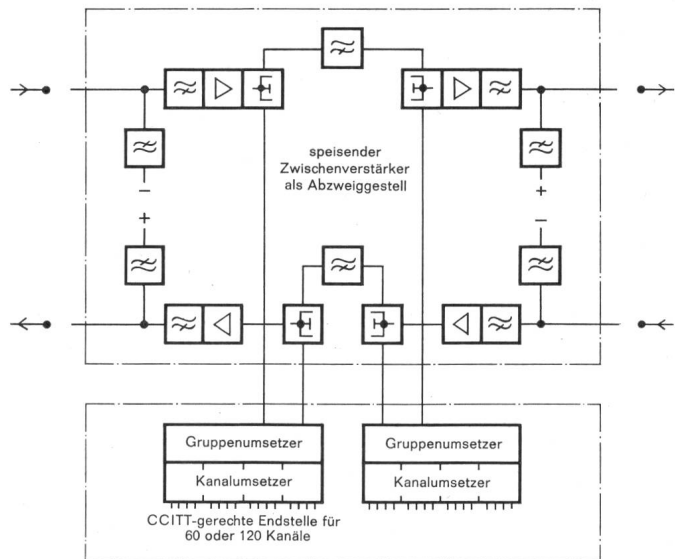 speisender
Zwischenverstärker
als Abzweiggestell
−
+
+
−
Gruppenumsetzer
Gruppenumsetzer
Kanalumsetzer
Kanalumsetzer
CCITT-gerechte Endstelle für
60 oder 120 Kanäle